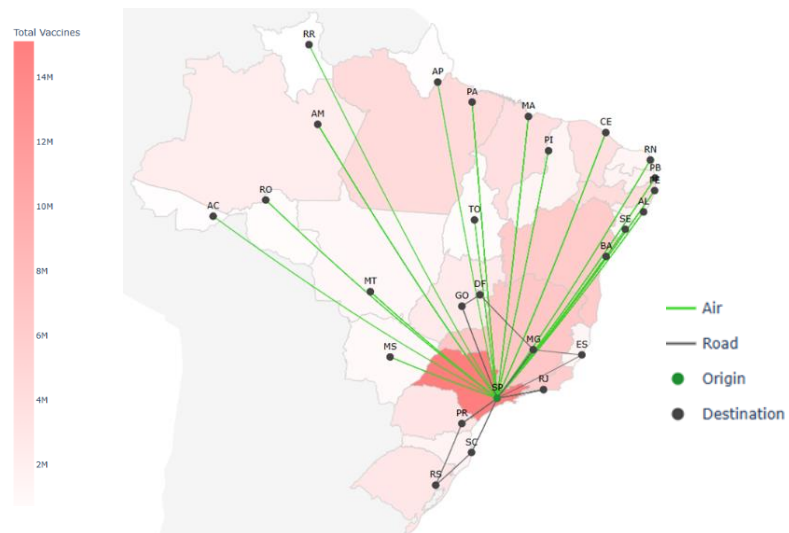 Total Vaccines
14M
12M
10M
8M
6M
4M
2M
RR
AP
PA
MA
CE
AM
PI
RN
PB
PE
AL
RO
AC
TO
SE
BA
MT
DF
GO
MG
ES
MS
SP
RJ
PR
SC
RS
Air
Road
Origin
Destination